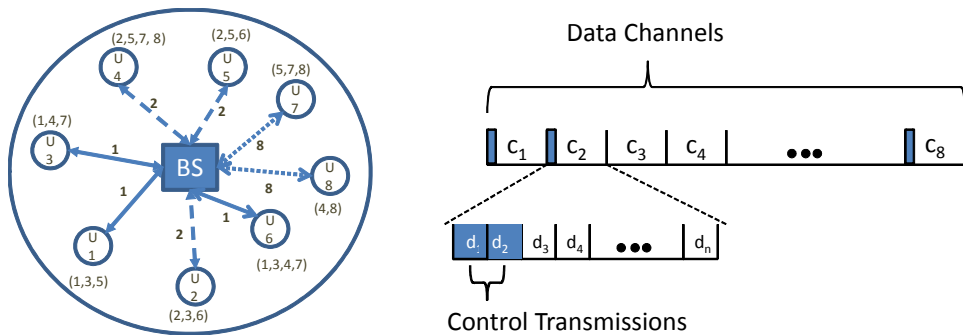 (2,5,7, 8)
U
4
(2,5,6)
U
5
(5,7,8)
U
7
2
2
(1,4,7)
U
3
1
8
BS
8
U
8
(4,8)
1
1
2
U
6
(1,3,4,7)
U
1
(1,3,5)
U
2
(2,3,6)
Data Channels
c1 c2 c3 c4 ••• c8
d1 d2 d3 d4 ••• dn
Control Transmissions